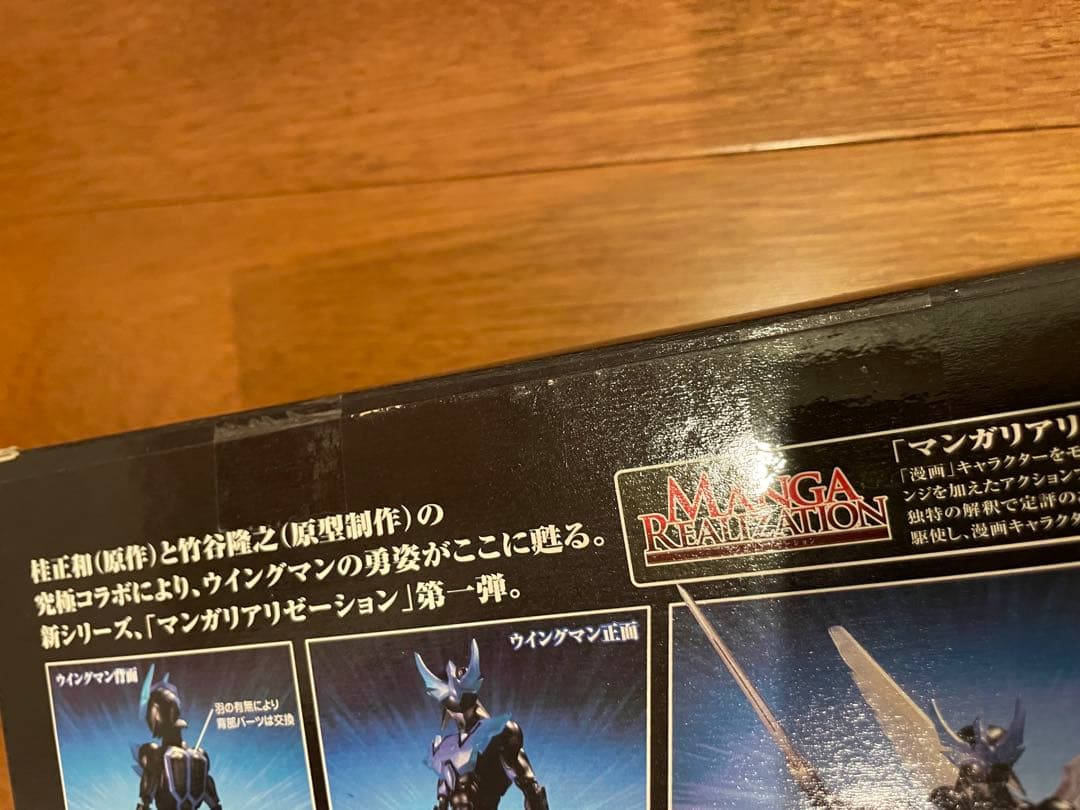 桂正和(原作)と竹谷隆之(原型制作)の
究極コラボにより、ウイングマンの勇姿がここに甦る。
新シリーズ、「マンガリアリゼーション」第一弾。
MANGA
REALIZATION
「マンガリアリ
「漫画」キャラクターをモ
ンジを加えたアクション
独特の解釈で定評の
駆使し、漫画キャラクタ
ウイングマン背面
羽の有無により
背部パーツは交換
ウイングマン正面